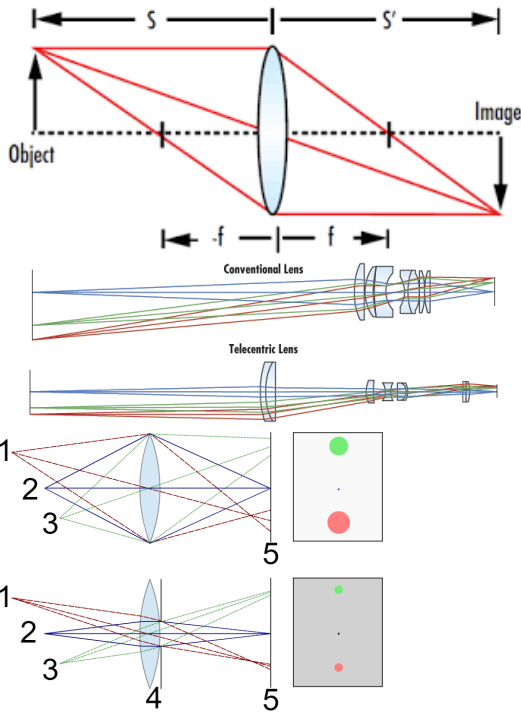 S S'
Image
Object
-f f
Conventional Lens
Telecentric Lens
1
2
3
5
1
2
3
4 5